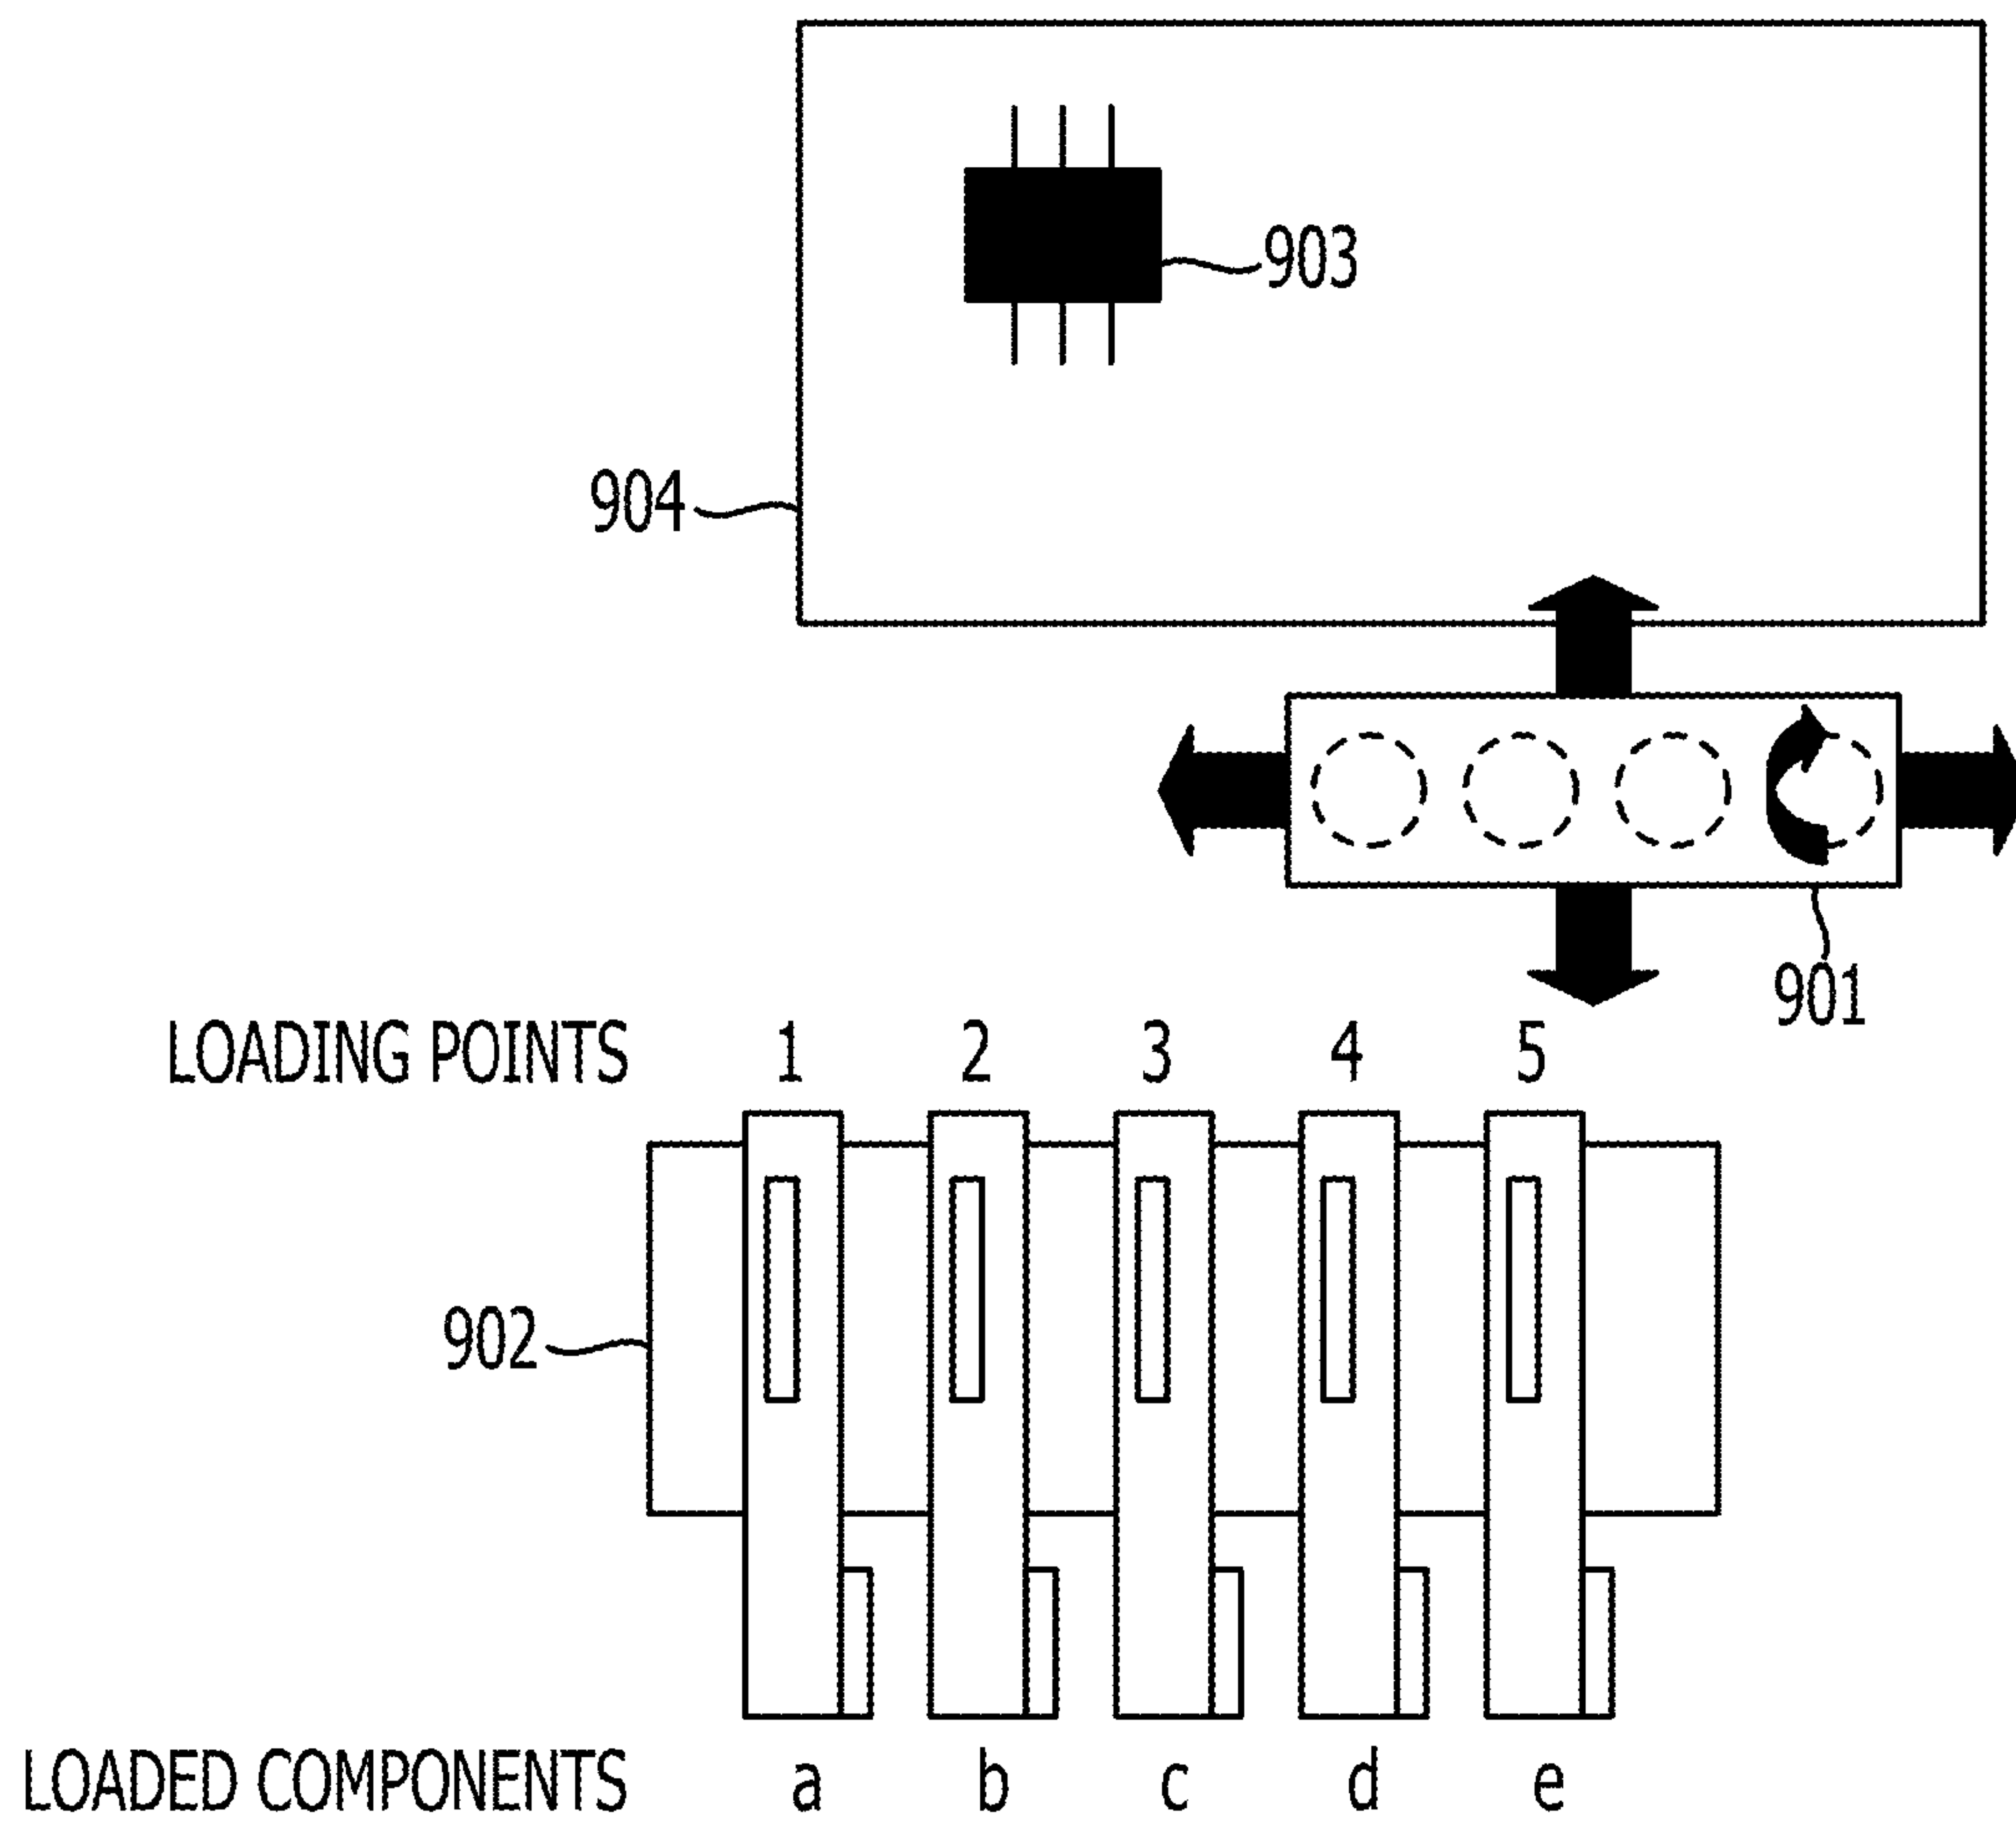 903
904
901
LOADING POINTS 1 2 3 4 5
902
LOADED COMPONENTS a b c d e